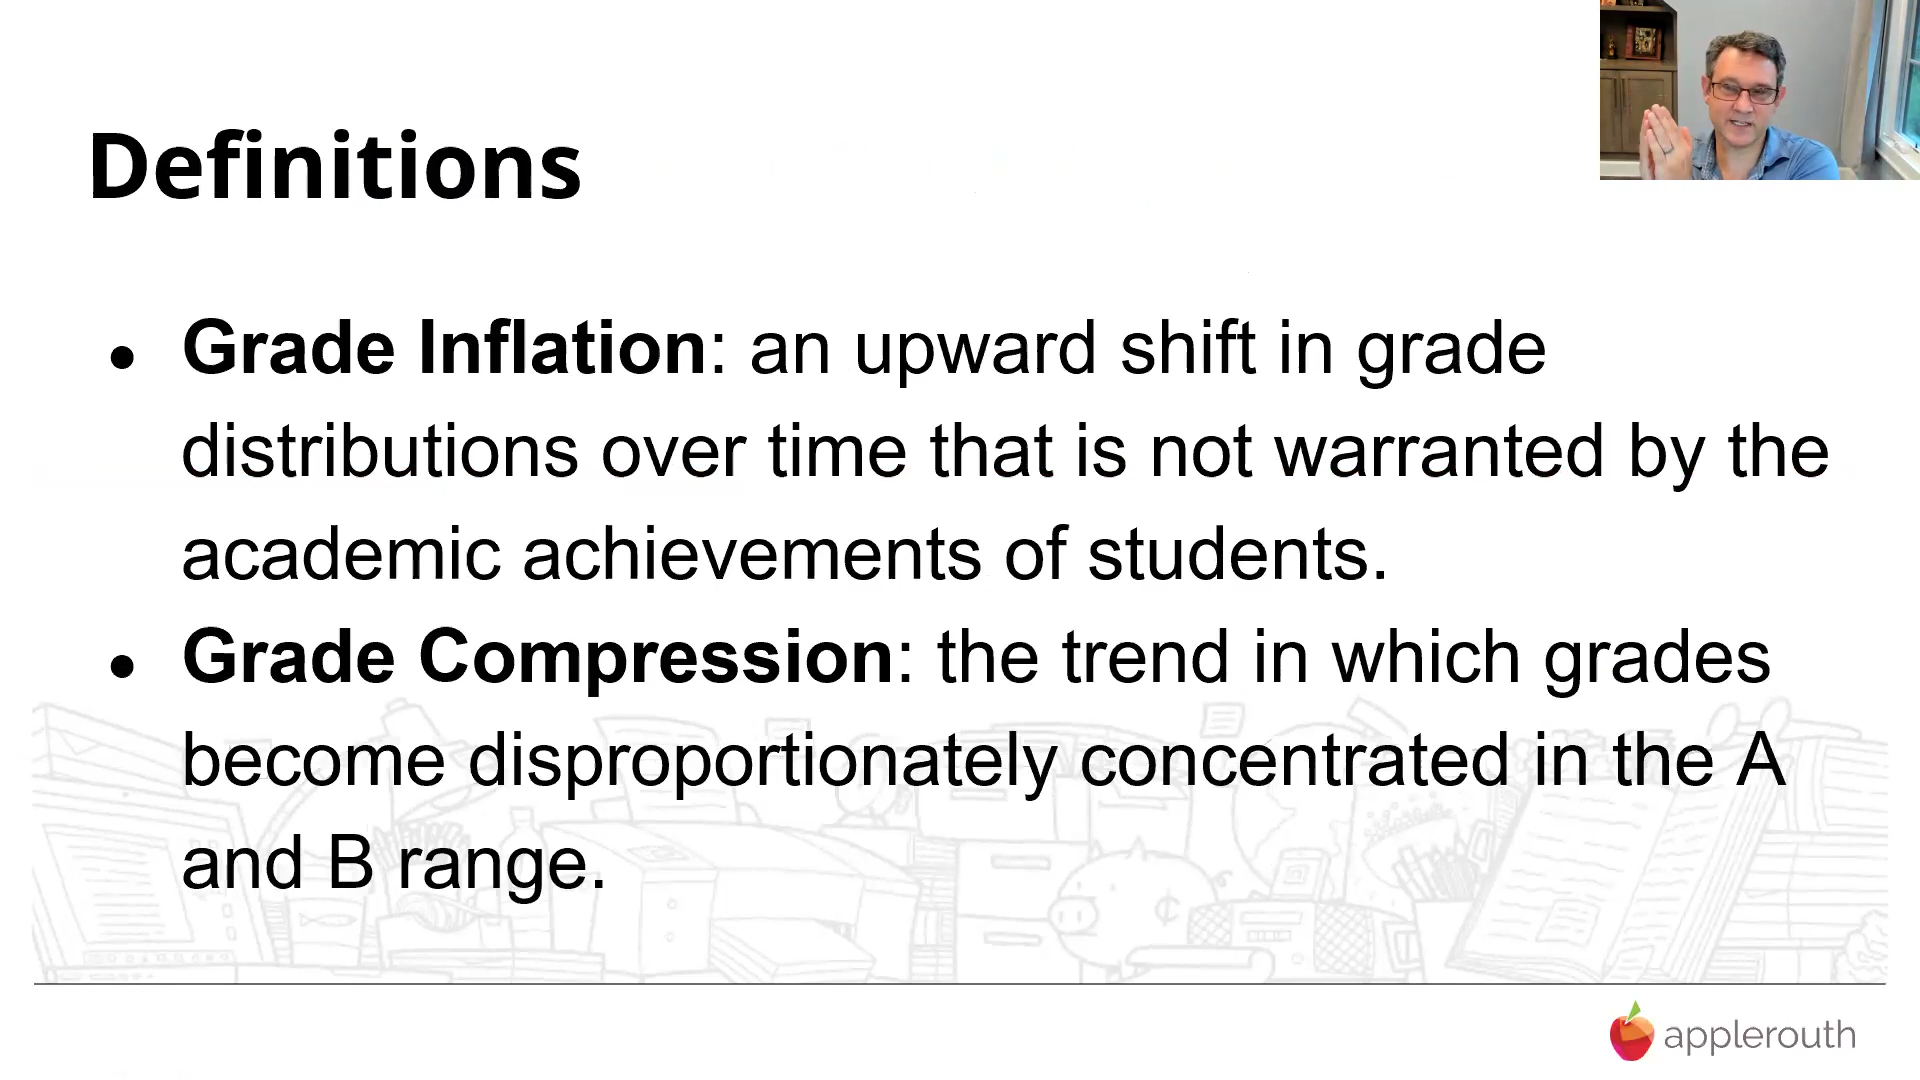 Definitions
● Grade Inflation: an upward shift in grade
distributions over time that is not warranted by the
academic achievements of students.
● Grade Compression: the trend in which grades
become disproportionately concentrated in the A
and B range.
applerouth